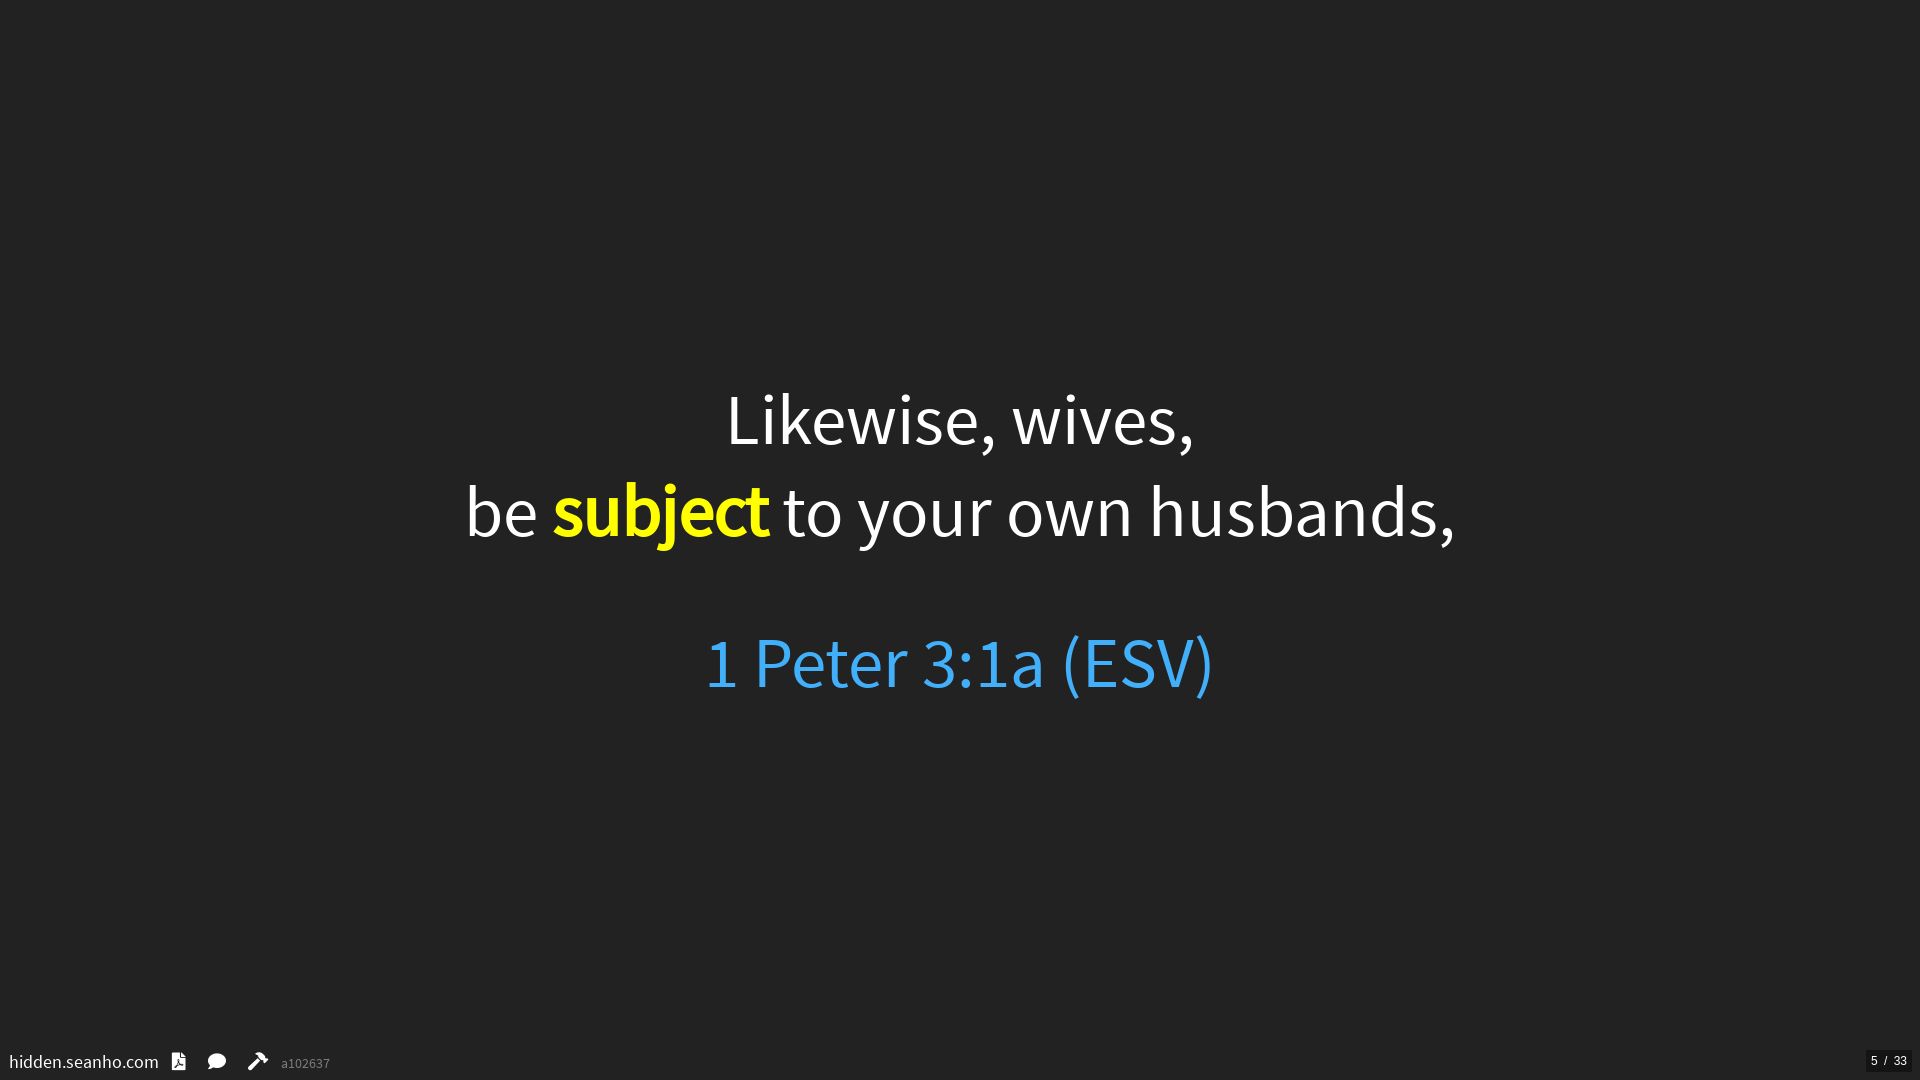 Likewise, wives,
be subject to your own husbands,
1 Peter 3:1a (ESV)
hidden.seanho.com a102637
5 / 33